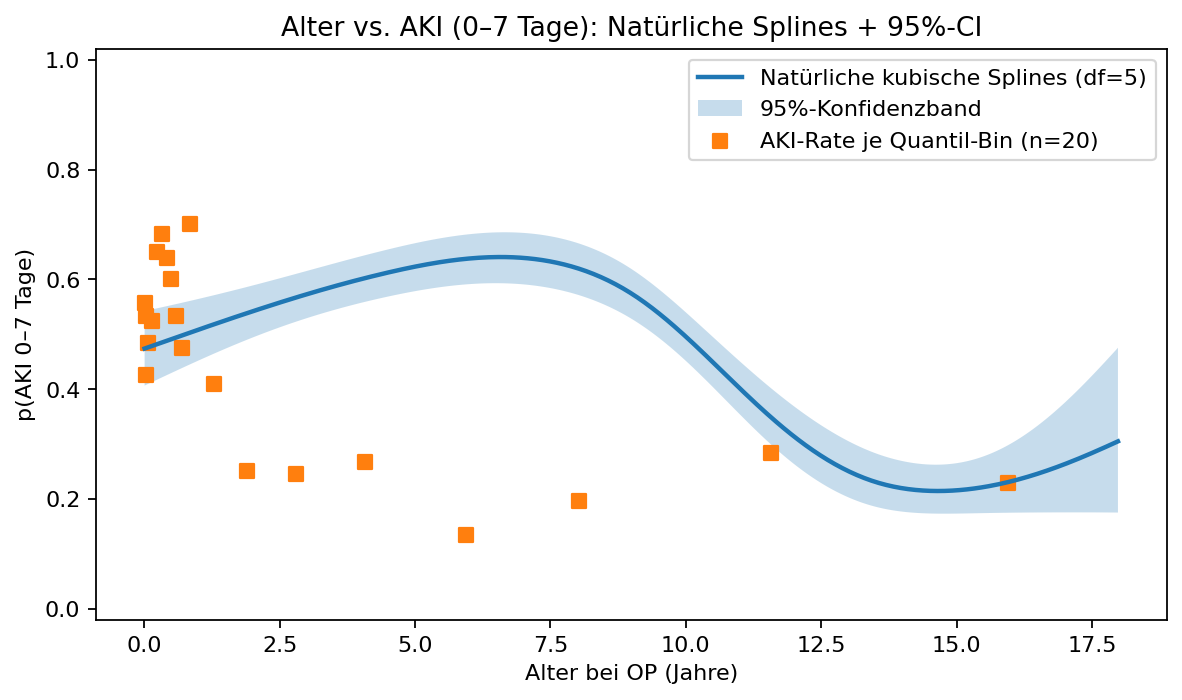 Alter vs. AKI (0–7 Tage): Natürliche Splines + 95%-CI
Natürliche kubische Splines (df=5)
95%-Konfidenzband
AKI-Rate je Quantil-Bin (n=20)
p(AKI 0–7 Tage)
1.0
0.8
0.6
0.4
0.2
0.0
0.0 2.5 5.0 7.5 10.0 12.5 15.0 17.5
Alter bei OP (Jahre)